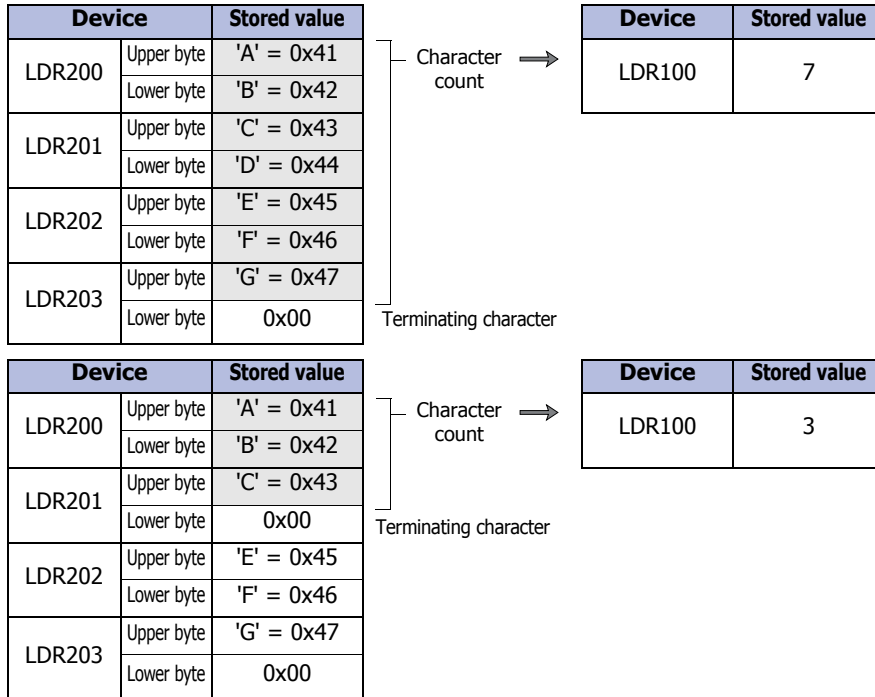 Device Stored value
LDR200 Upper byte 'A' = 0x41
Lower byte 'B' = 0x42
LDR201 Upper byte 'C' = 0x43
Lower byte 'D' = 0x44
LDR202 Upper byte 'E' = 0x45
Lower byte 'F' = 0x46
LDR203 Upper byte 'G' = 0x47
Lower byte 0x00
Character
count
Terminating character
Device Stored value
LDR100 7
Device Stored value
LDR200 Upper byte 'A' = 0x41
Lower byte 'B' = 0x42
LDR201 Upper byte 'C' = 0x43
Lower byte 0x00
LDR202 Upper byte 'E' = 0x45
Lower byte 'F' = 0x46
LDR203 Upper byte 'G' = 0x47
Lower byte 0x00
Character
count
Terminating character
Device Stored value
LDR100 3